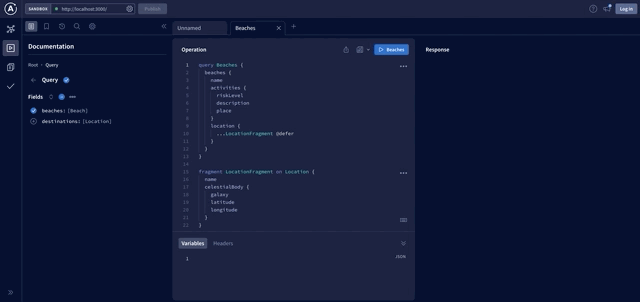 SANDBOX http://localhost:3000/ Publish Log in
Unnamed Beaches
Documentation
Root Query
Query
Fields
beaches: [Beach]
destinations: [Location]
Operation
Beaches
1 query Beaches {
2 beaches {
3 name
4 activities {
5 riskLevel
6 description
7 place
8 }
9 location {
10 ...LocationFragment @defer
11 }
12 }
13 }
14
15 fragment LocationFragment on Location {
16 name
17 celestialBody {
18 galaxy
19 latitude
20 longitude
21 }
22 }
Variables Headers
1 JSON
Response